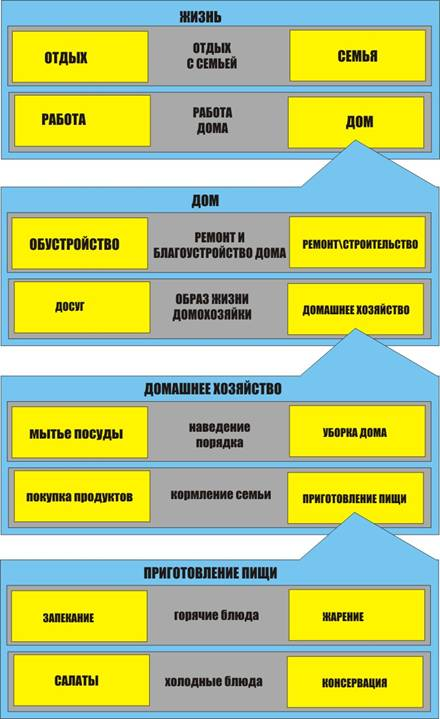 ЖИЗНЬ
ОТДЫХ
ОТДЫХ
С СЕМЬЕЙ
СЕМЬЯ
РАБОТА
РАБОТА
ДОМА
ДОМ
ДОМ
ОБУСТРОЙСТВО
РЕМОНТ И
БЛАГОУСТРОЙСТВО ДОМА
РЕМОНТ\СТРОИТЕЛЬСТВО
ДОСУГ
ОБРАЗ ЖИЗНИ
ДОМОХОЗЯЙКИ
ДОМАШНЕЕ ХОЗЯЙСТВО
ДОМАШНЕЕ ХОЗЯЙСТВО
мытье посуды
наведение
порядка
УБОРКА ДОМА
покупка продуктов
кормление семьи
ПРИГОТОВЛЕНИЕ ПИЩИ
ПРИГОТОВЛЕНИЕ ПИЩИ
ЗАПЕКАНИЕ
горячие блюда
ЖАРЕНИЕ
САЛАТЫ
холодные блюда
КОНСЕРВАЦИЯ